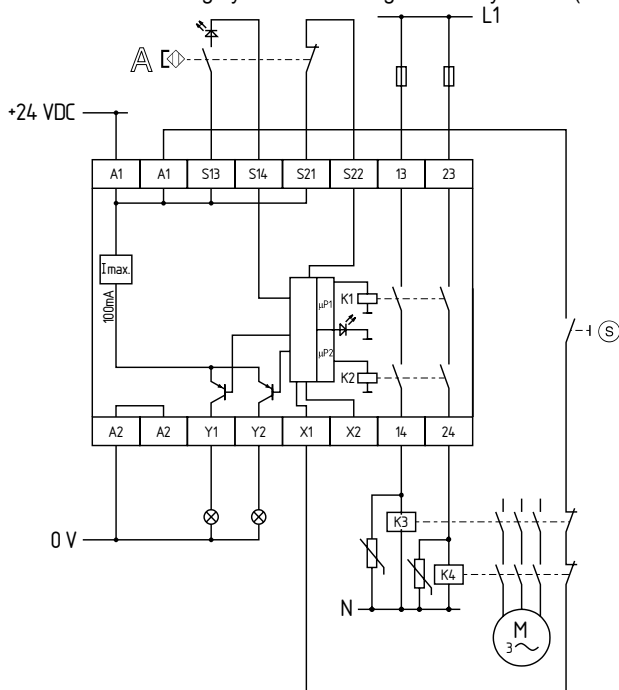 L1
A
+24 VDC
A1 A1 S13 S14 S21 S22 13 23
Imax.
100mA
µP1
K1
µP2
K2
S
A2 A2 Y1 Y2 X1 X2 14 24
K3
0 V
K4
N
M
3